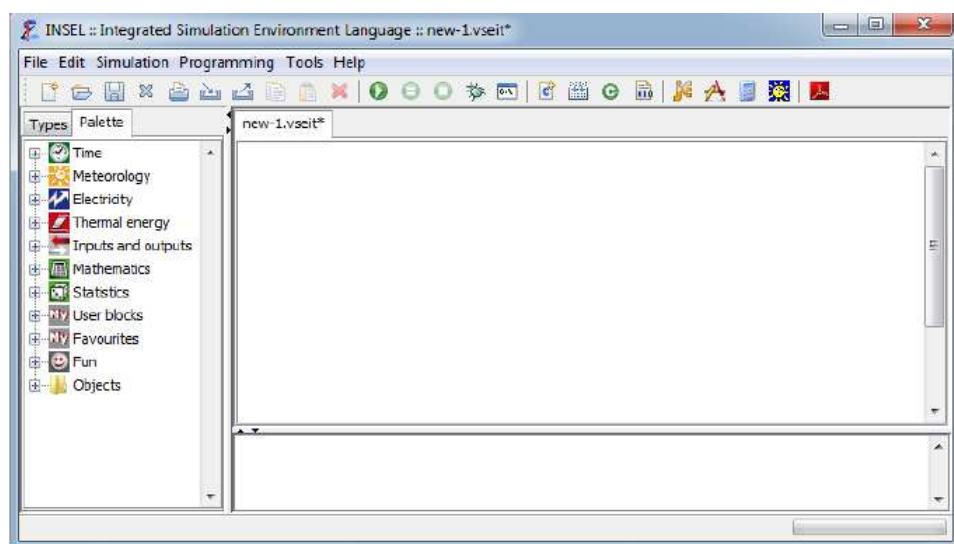 INSEL :: Integrated Simulation Environment Language :: new-1.vseit*
File Edit Simulation Programming Tools Help
Types Palette
new-1.vseit*
Time
Meteorology
Electricity
Thermal energy
Inputs and outputs
Mathematics
Statistics
User blocks
Favourites
Fun
Objects